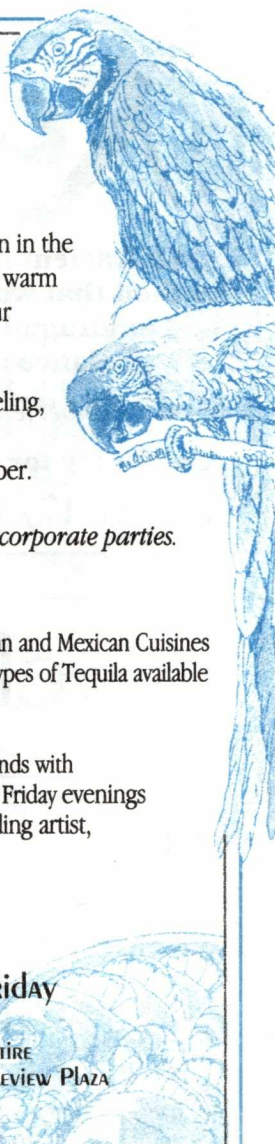 n in the
warm
ar
eling,
ber.
corporate parties.
an and Mexican Cuisines
ypes of Tequila available
nds with
Friday evenings
ling artist,
riday
tire
eview Plaza